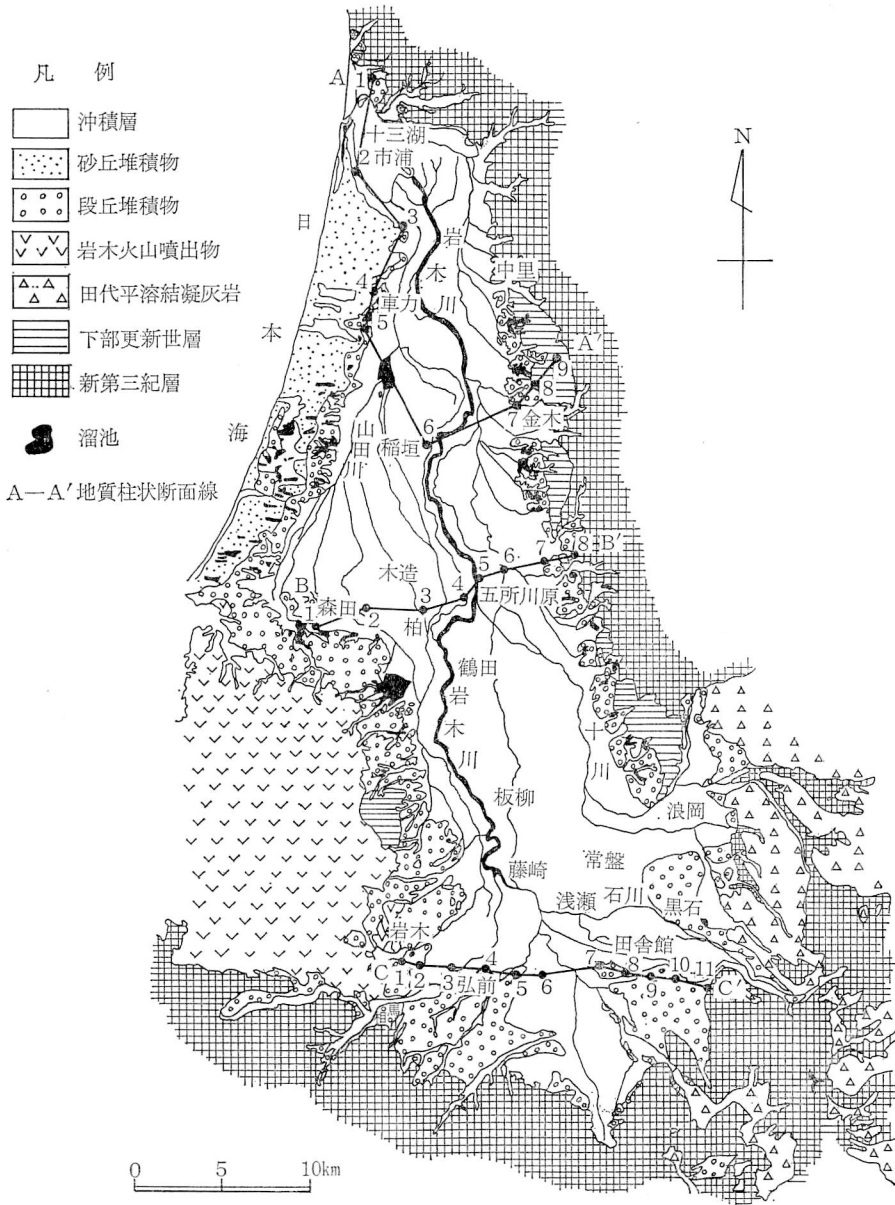 凡 例
沖積層
砂丘堆積物
段丘堆積物
岩木火山噴出物
田代平溶結凝灰岩
下部更新世層
新第三紀層
溜池
A—A′地質柱状断面線
N
日
本
海
A
1
十三湖
2 市浦
3
岩
木
川
中里
4
車力
5
A′
9
8
7 金木
6
稲垣
山
田
川
B
1
森田
2
木造
3
柏
4
5
五所川原
6
7
8
B′
鶴田
岩
木
川
十
川
板柳
浪岡
藤崎
常盤
浅瀬石川
黒石
岩木
田舎館
C
1
2
3
4
弘前
5
6
7
8
9
10
11
C′
0 5 10km